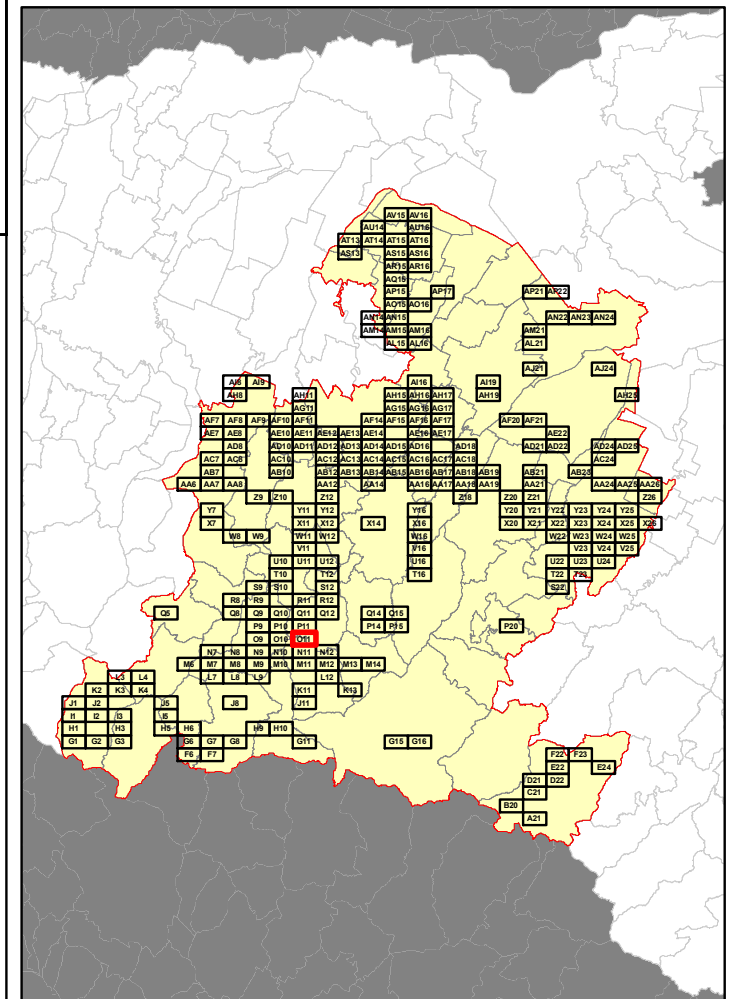 AV15 AV16
AU14 AU16
AT13 AT14 AT15 AT16
AS13 AS15 AS16
AR15 AR16
AQ15
AP15 AP17 AP21 AP22
AO15 AO16
AN14 AN15 AN22 AN23 AN24
AM14 AM15 AM16 AM21
AL15 AL16 AL21
AJ21 AJ24
AI8 AI9 AI16 AI19
AH8 AH11 AH15 AH16 AH17 AH19 AH25
AG11 AG15 AG16 AG17
AF7 AF8 AF9 AF10 AF11 AF14 AF15 AF16 AF17 AF20 AF21
AE7 AE8 AE10 AE11 AE12 AE13 AE14 AE16 AE17 AE22
AD8 AD10 AD11 AD12 AD13 AD14 AD15 AD16 AD18 AD21 AD22 AD24 AD25
AC7 AC8 AC10 AC12 AC13 AC14 AC15 AC16 AC17 AC18 AC24
AB7 AB10 AB12 AB13 AB14 AB15 AB16 AB17 AB18 AB19 AB21 AB23
AA6 AA7 AA8 AA12 AA14 AA16 AA17 AA18 AA19 AA21 AA24 AA25 AA26
Z9 Z10 Z12 Z18 Z20 Z21 Z26
Y7 Y11 Y12 Y16 Y20 Y21 Y22 Y23 Y24 Y25
X7 X11 X12 X14 X16 X20 X21 X22 X23 X24 X25 X26
W8 W9 W11 W12 W16 W22 W23 W24 W25
V11 V16 V23 V24 V25
U10 U11 U12 U16 U22 U23 U24
T10 T12 T16 T22 T23
S9 S10 S12 S22
R8 R9 R11 R12
Q5 Q8 Q9 Q10 Q11 Q12 Q14 Q15
P9 P10 P11 P14 P15 P20
O9 O10 O11
N7 N8 N9 N10 N11 N12
M6 M7 M8 M9 M10 M11 M12 M13 M14
L3 L4 L7 L8 L9 L12
K2 K3 K4 K11 K13
J1 J2 J5 J8 J11
I1 I2 I3 I5
H1 H3 H5 H6 H9 H10
G1 G2 G3 G6 G7 G8 G11 G15 G16
F6 F7 F22 F23
E22 E24
D21 D22
C21
B20
A21